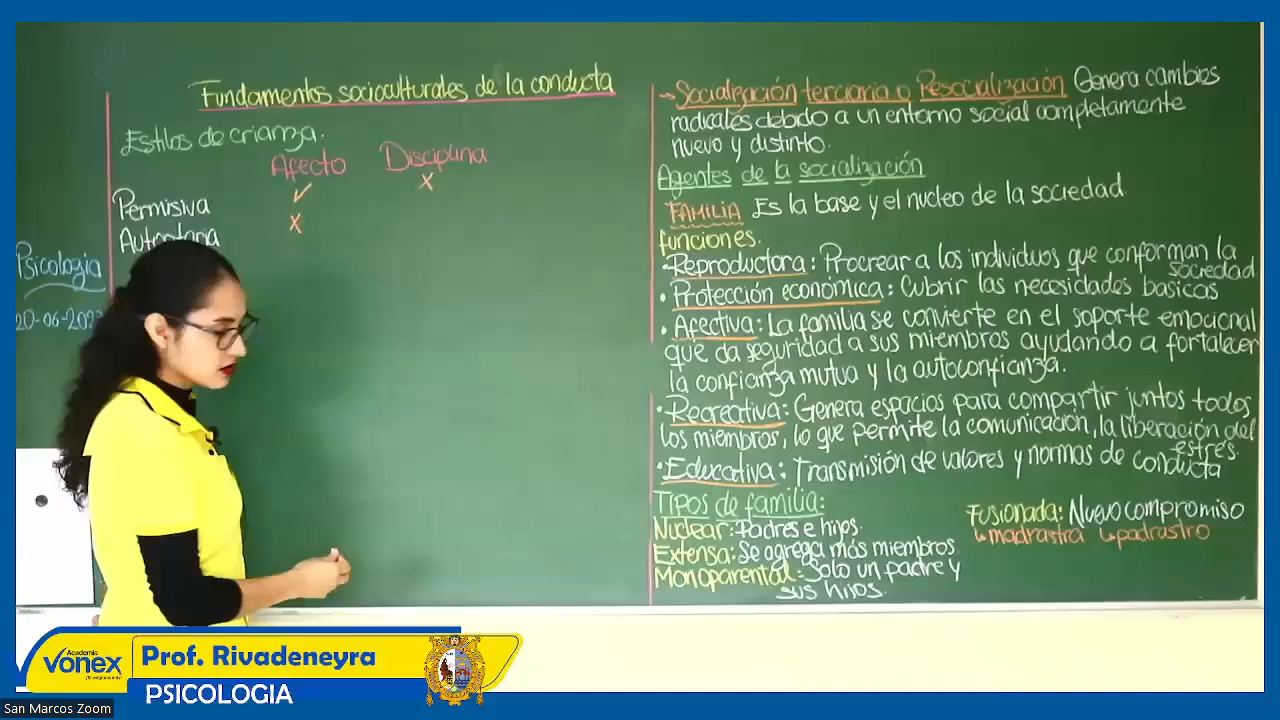 Fundamentos socioculturales de la conducta
Estilos de crianza.
Afecto Disciplina
Permisiva ✓ X
Autoritaria X
Psicologia
20-06-202
→ Socialización terciaria o Resocialización Genera cambios
radicales debido a un entorno social completamente
nuevo y distinto.
Agentes de la socialización
FAMILIA Es la base y el nucleo de la sociedad
funciones.
• Reproductora: Procrear a los individuos que conforman la
sociedad
• Protección económica: Cubrir las necesidades basicas
• Afectiva: La familia se convierte en el soporte emocional
que da seguridad a sus miembros ayudando a fortalecer
la confianza mutua y la autoconfianza.
• Recreativa: Genera espacios para compartir juntos todos
los miembros, lo que permite la comunicación, la liberación del
estrés.
• Educativa: Transmisión de valores y normas de conducta
Tipos de familia:
Nuclear: Padres e hijos.
Extensa: Se agrega más miembros.
Monoparental: Solo un padre y
sus hijos.
Fusionada: Nuevo compromiso
↳madrastra ↳padrastro
Academia
vonex
Prof. Rivadeneyra
PSICOLOGIA
San Marcos Zoom